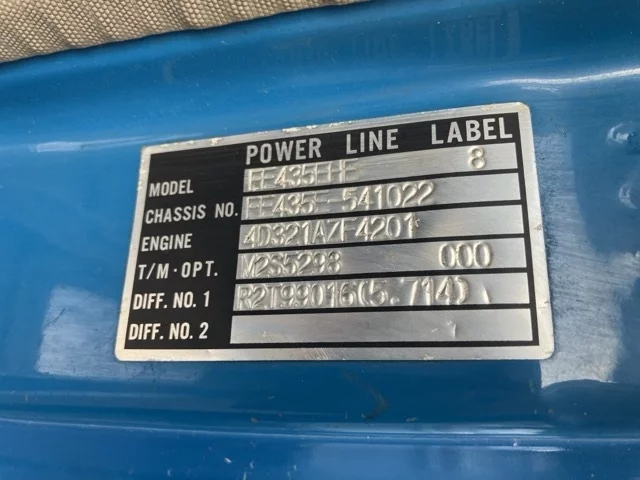 POWER LINE LABEL
MODEL FE435EHE 8
CHASSIS NO. FE435E-541022
ENGINE
T/M·OPT. M2S5298 000
DIFF. NO. 1 R2T99016(5.714)
DIFF. NO. 2